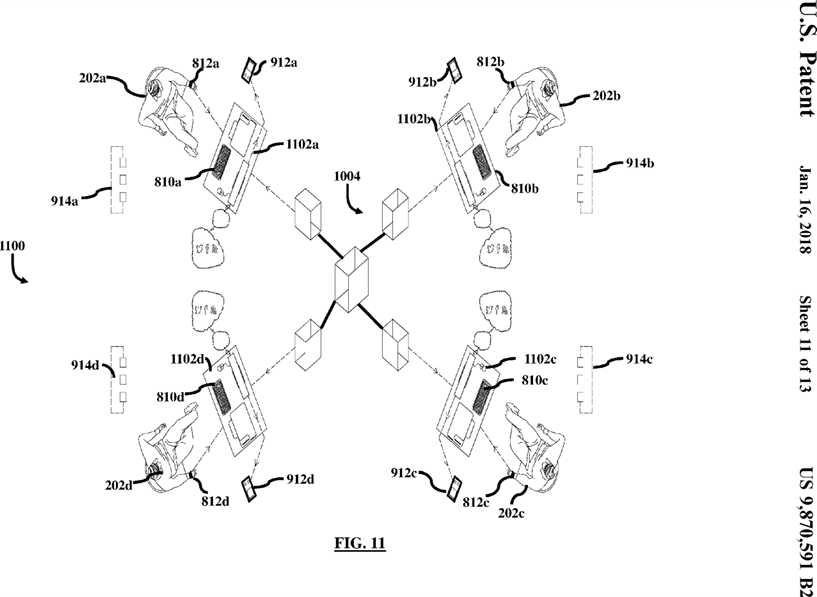 U.S. Patent
Jan. 16, 2018
Sheet 11 of 13
US 9,870,591 B2
812a
912a
202a
1102a
810a
914a
812b
912b
202b
1102b
810b
914b
1004
1100
1102d
914d
810d
202d
812d
912d
1102c
914c
810c
912c
812c
202c
FIG. 11